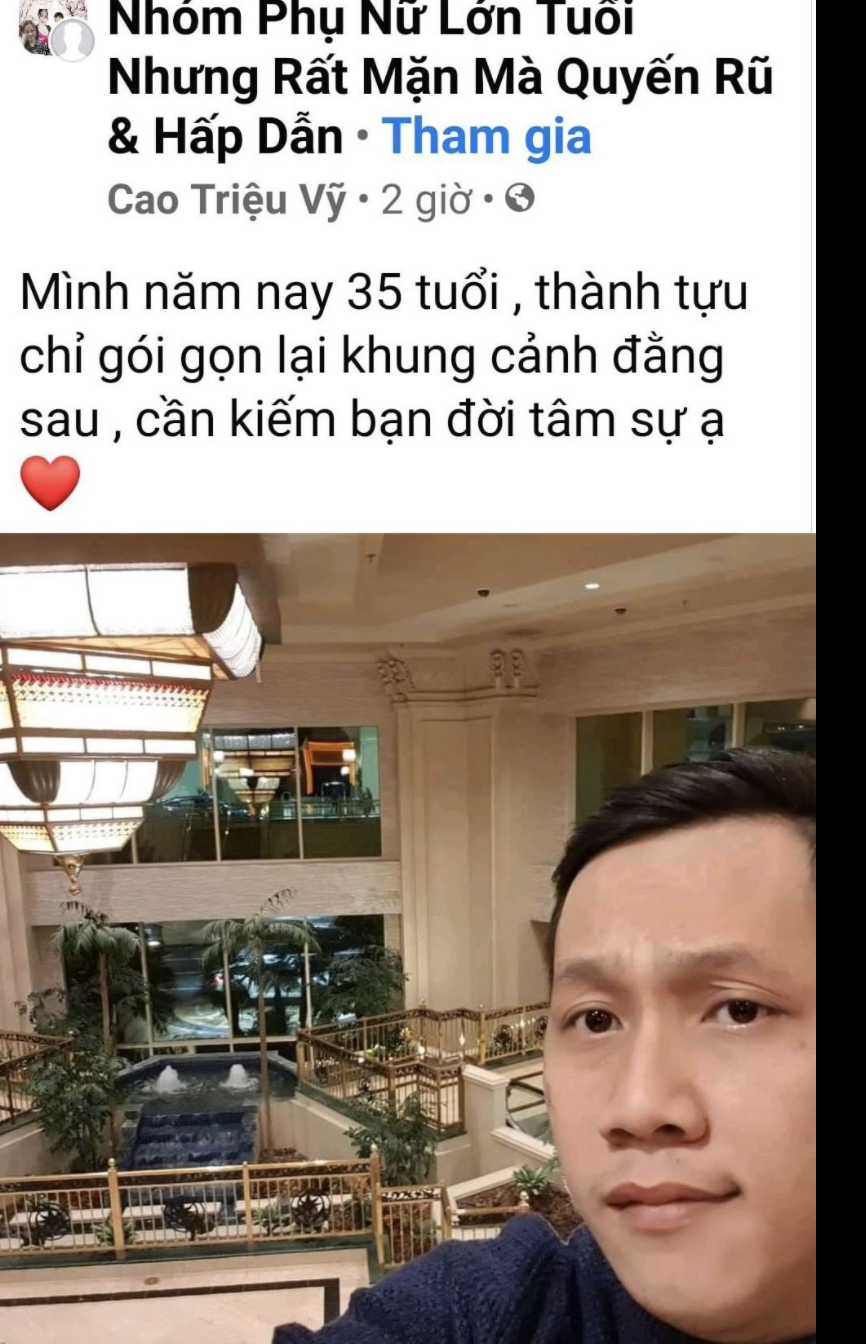 Nhóm Phụ Nữ Lớn Tuổi
Nhưng Rất Mặn Mà Quyến Rũ
& Hấp Dẫn · Tham gia
Cao Triệu Vỹ · 2 giờ ·
Mình năm nay 35 tuổi , thành tựu
chỉ gói gọn lại khung cảnh đằng
sau , cần kiếm bạn đời tâm sự ạ
❤️